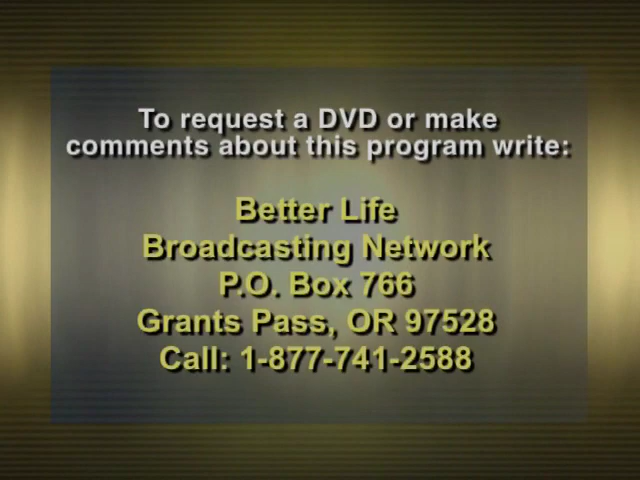 To request a DVD or make
comments about this program write:
Better Life
Broadcasting Network
P.O. Box 766
Grants Pass, OR 97528
Call: 1-877-741-2588